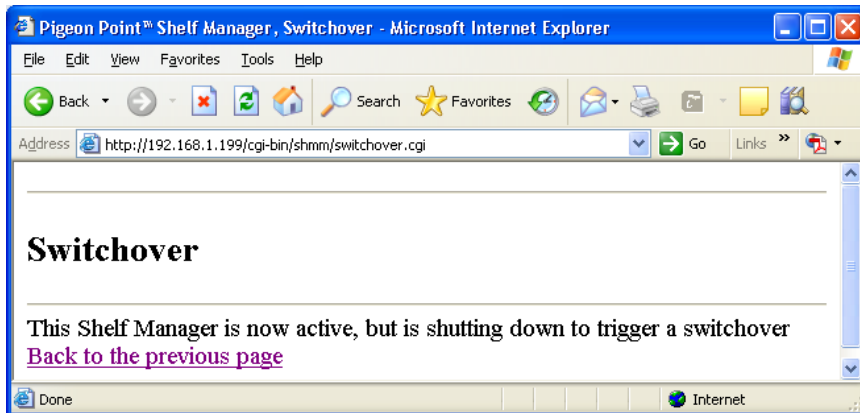 Pigeon Point™ Shelf Manager, Switchover - Microsoft Internet Explorer
File Edit View Favorites Tools Help
Back Search Favorites
Address http://192.168.1.199/cgi-bin/shmm/switchover.cgi Go Links »
Switchover
This Shelf Manager is now active, but is shutting down to trigger a switchover
Back to the previous page
Done Internet